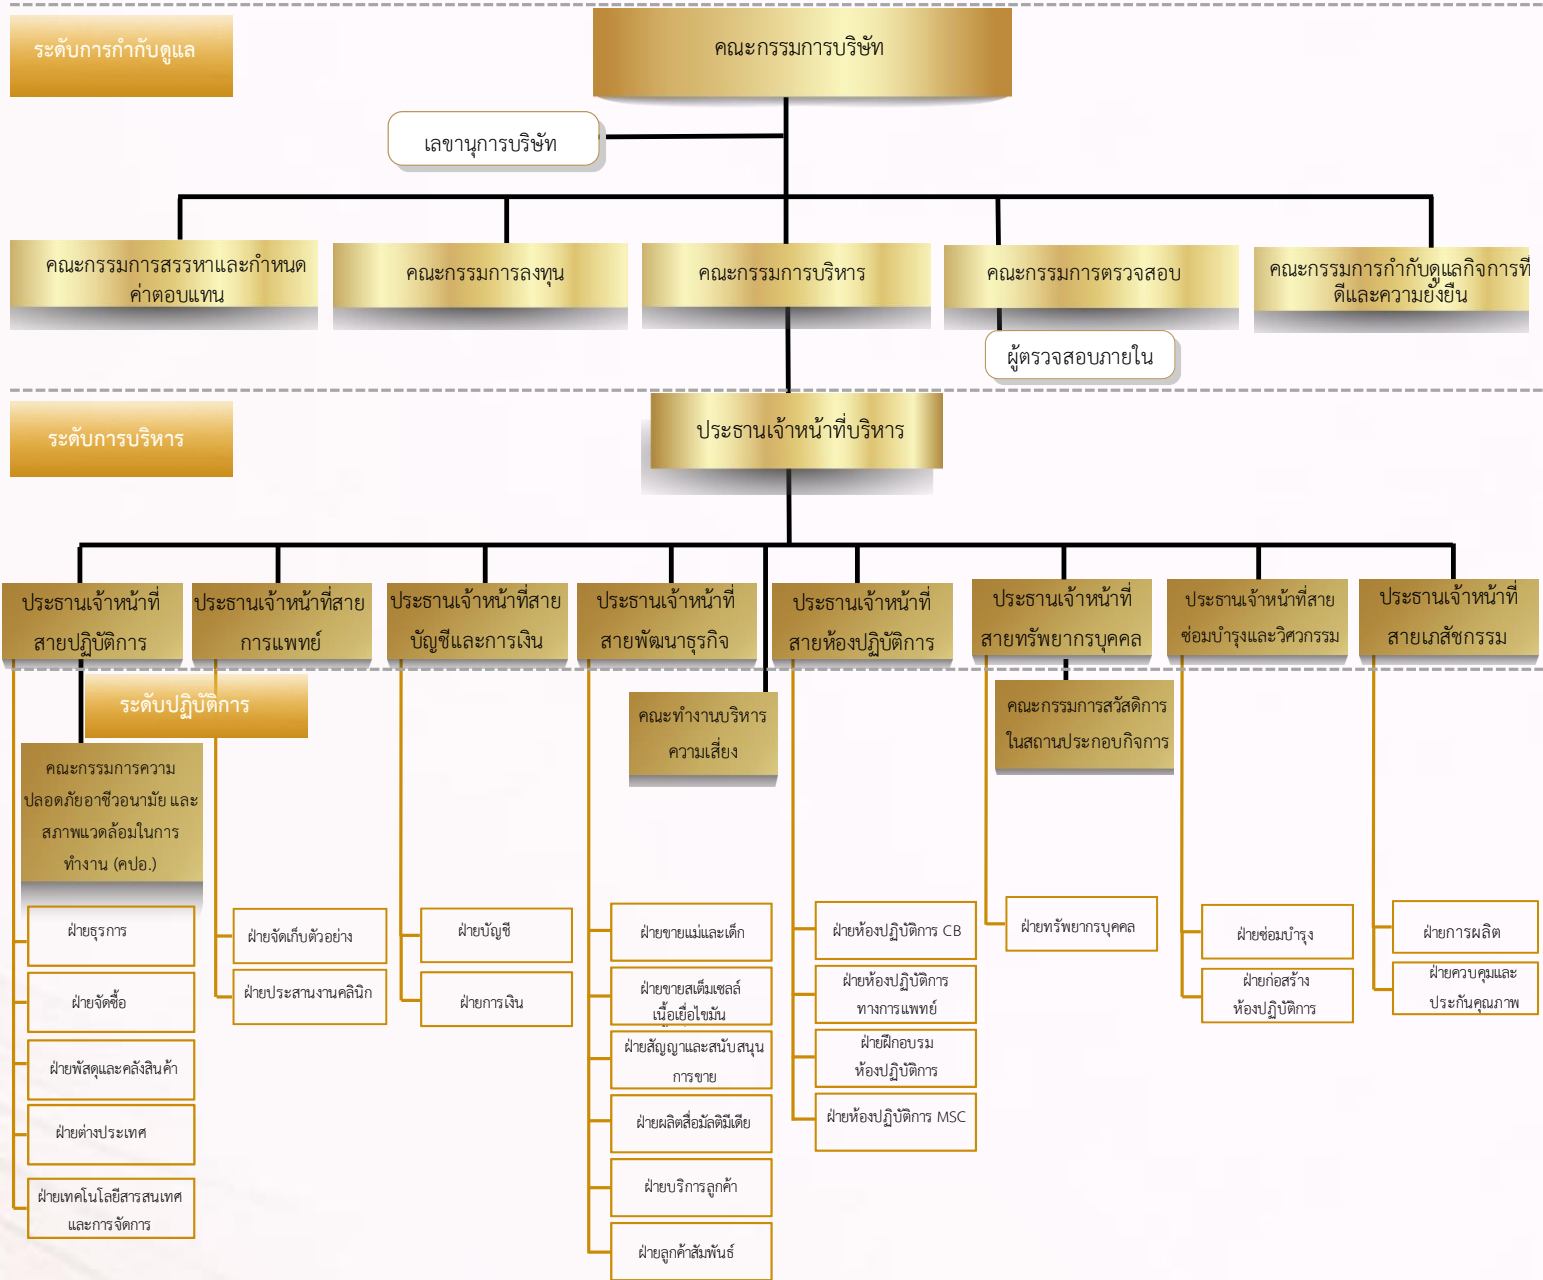 ระดับการกำกับดูแล
คณะกรรมการบริษัท
เลขานุการบริษัท
คณะกรรมการสรรหาและกำหนด
ค่าตอบแทน
คณะกรรมการลงทุน
คณะกรรมการบริหาร
คณะกรรมการตรวจสอบ
คณะกรรมการกำกับดูแลกิจการที่
ดีและความยั่งยืน
ผู้ตรวจสอบภายใน
ระดับการบริหาร
ประธานเจ้าหน้าที่บริหาร
ประธานเจ้าหน้าที่
สายปฏิบัติการ
ประธานเจ้าหน้าที่สาย
การแพทย์
ประธานเจ้าหน้าที่สาย
บัญชีและการเงิน
ประธานเจ้าหน้าที่
สายพัฒนาธุรกิจ
ประธานเจ้าหน้าที่
สายห้องปฏิบัติการ
ประธานเจ้าหน้าที่
สายทรัพยากรบุคคล
ประธานเจ้าหน้าที่สาย
ซ่อมบำรุงและวิศวกรรม
ประธานเจ้าหน้าที่
สายเภสัชกรรม
ระดับปฏิบัติการ
คณะกรรมการความ
ปลอดภัยอาชีวอนามัย และ
สภาพแวดล้อมในการ
ทำงาน (คปอ.)
คณะทำงานบริหาร
ความเสี่ยง
คณะกรรมการสวัสดิการ
ในสถานประกอบกิจการ
ฝ่ายธุรการ
ฝ่ายจัดซื้อ
ฝ่ายพัสดุและคลังสินค้า
ฝ่ายต่างประเทศ
ฝ่ายเทคโนโลยีสารสนเทศ
และการจัดการ
ฝ่ายจัดเก็บตัวอย่าง
ฝ่ายประสานงานคลินิก
ฝ่ายบัญชี
ฝ่ายการเงิน
ฝ่ายขายแม่และเด็ก
ฝ่ายขายสเต็มเซลล์
เนื้อเยื่อไขมัน
ฝ่ายสัญญาและสนับสนุน
การขาย
ฝ่ายผลิตสื่อมัลติมีเดีย
ฝ่ายบริการลูกค้า
ฝ่ายลูกค้าสัมพันธ์
ฝ่ายห้องปฏิบัติการ CB
ฝ่ายห้องปฏิบัติการ
ทางการแพทย์
ฝ่ายฝึกอบรม
ห้องปฏิบัติการ
ฝ่ายห้องปฏิบัติการ MSC
ฝ่ายทรัพยากรบุคคล
ฝ่ายซ่อมบำรุง
ฝ่ายก่อสร้าง
ห้องปฏิบัติการ
ฝ่ายการผลิต
ฝ่ายควบคุมและ
ประกันคุณภาพ